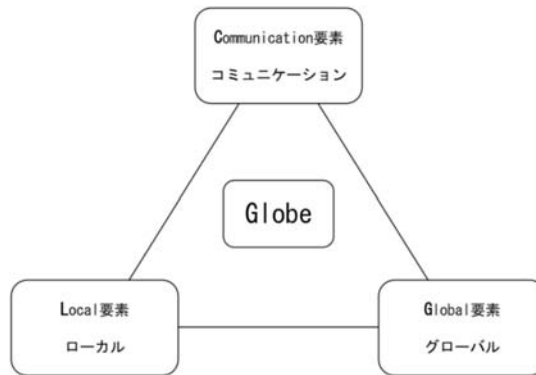 Communication要素
コミュニケーション
Globe
Local要素
ローカル
Global要素
グローバル